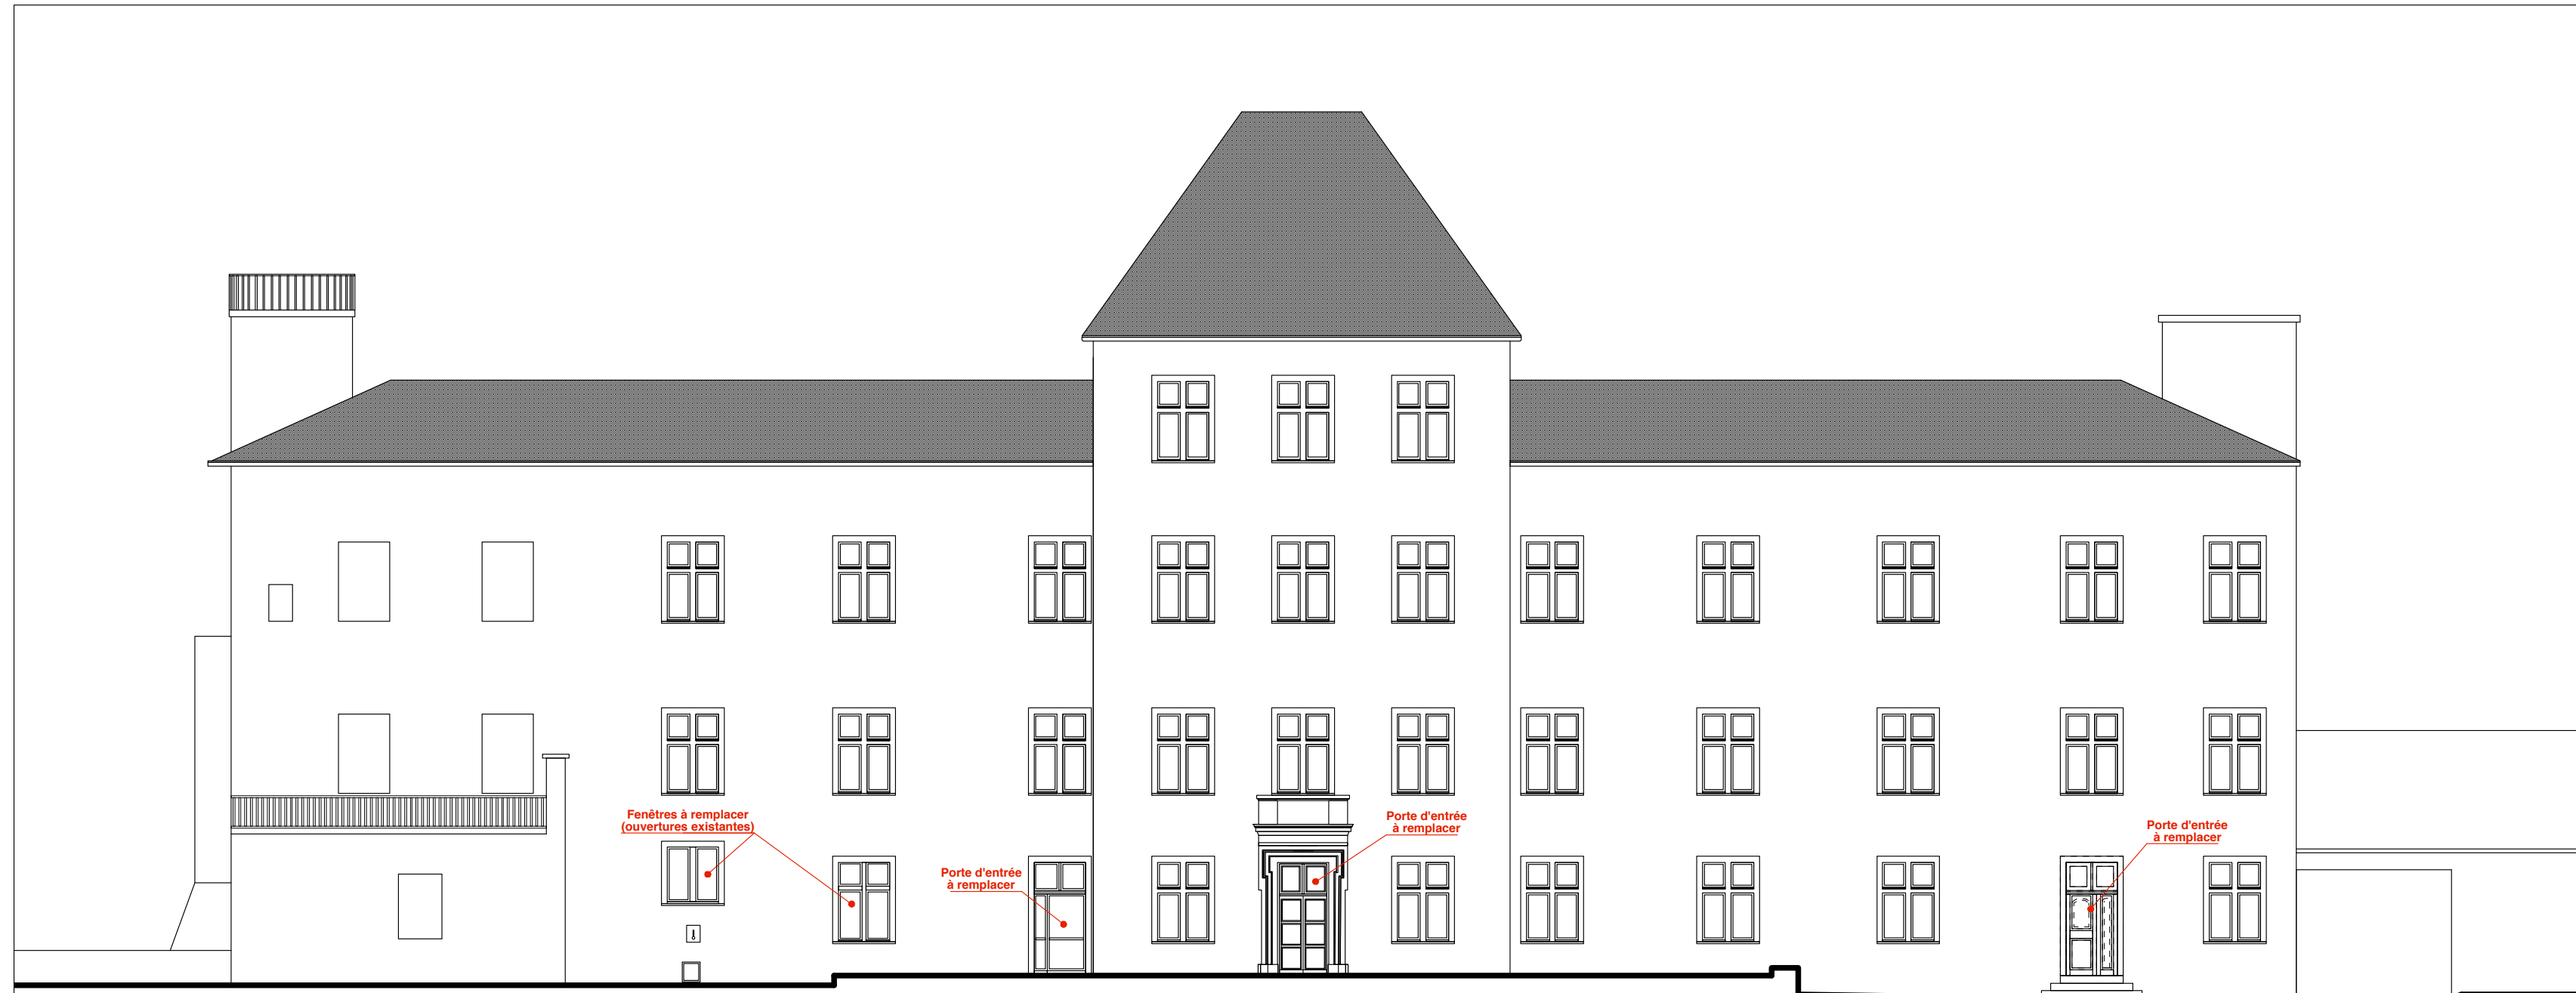 Fenêtres à remplacer
(ouvertures existantes)
Porte d'entrée
à remplacer
Porte d'entrée
à remplacer
Porte d'entrée
à remplacer